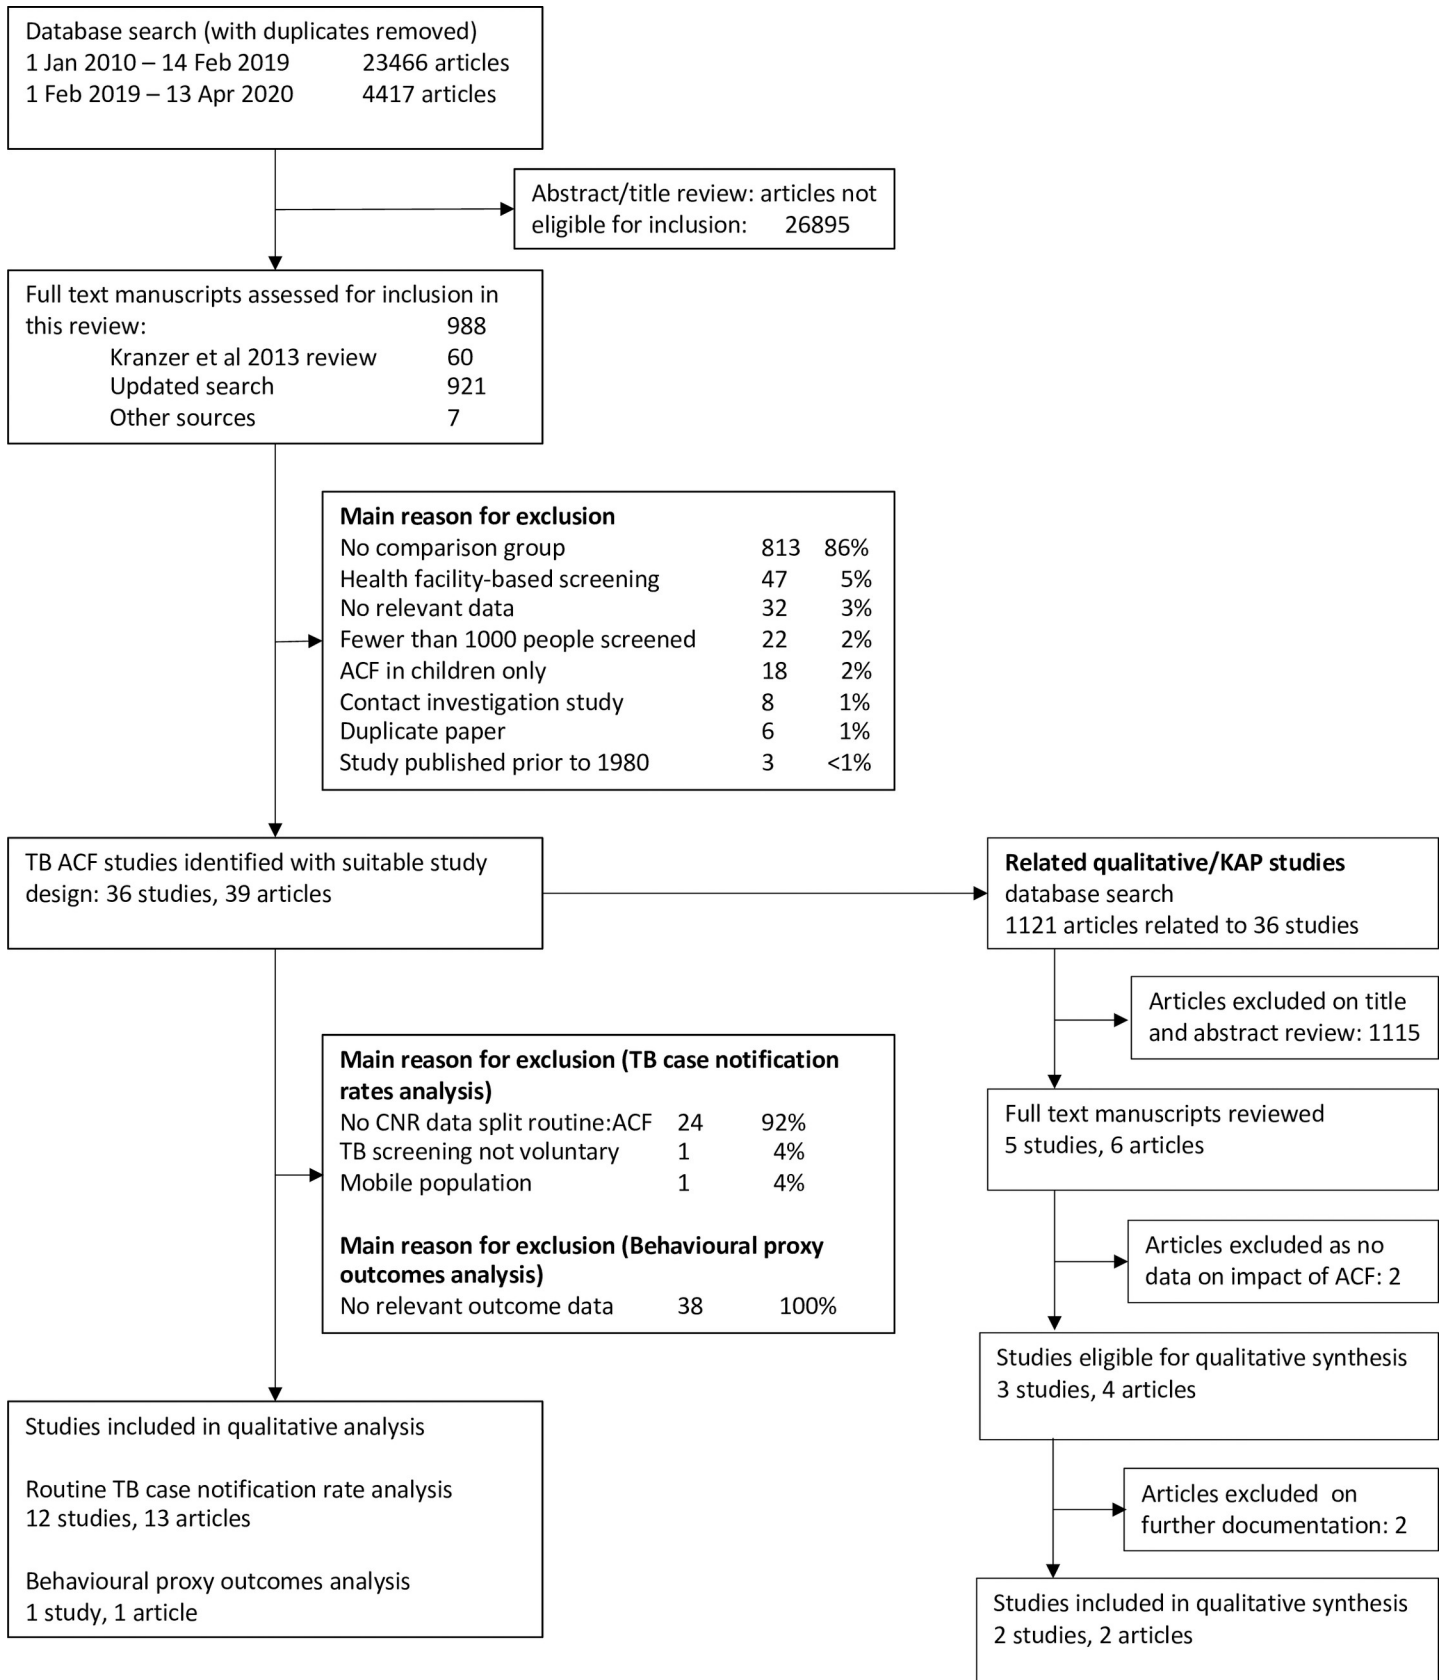 Database search (with duplicates removed)
1 Jan 2010 – 14 Feb 2019 23466 articles
1 Feb 2019 – 13 Apr 2020 4417 articles
Abstract/title review: articles not
eligible for inclusion: 26895
Full text manuscripts assessed for inclusion in
this review: 988
Kranzer et al 2013 review 60
Updated search 921
Other sources 7
Main reason for exclusion
No comparison group 813 86%
Health facility-based screening 47 5%
No relevant data 32 3%
Fewer than 1000 people screened 22 2%
ACF in children only 18 2%
Contact investigation study 8 1%
Duplicate paper 6 1%
Study published prior to 1980 3 <1%
TB ACF studies identified with suitable study
design: 36 studies, 39 articles
Related qualitative/KAP studies
database search
1121 articles related to 36 studies
Articles excluded on title
and abstract review: 1115
Main reason for exclusion (TB case notification
rates analysis)
No CNR data split routine:ACF 24 92%
TB screening not voluntary 1 4%
Mobile population 1 4%
Main reason for exclusion (Behavioural proxy
outcomes analysis)
No relevant outcome data 38 100%
Full text manuscripts reviewed
5 studies, 6 articles
Articles excluded as no
data on impact of ACF: 2
Studies eligible for qualitative synthesis
3 studies, 4 articles
Studies included in qualitative analysis
Routine TB case notification rate analysis
12 studies, 13 articles
Behavioural proxy outcomes analysis
1 study, 1 article
Articles excluded on
further documentation: 2
Studies included in qualitative synthesis
2 studies, 2 articles